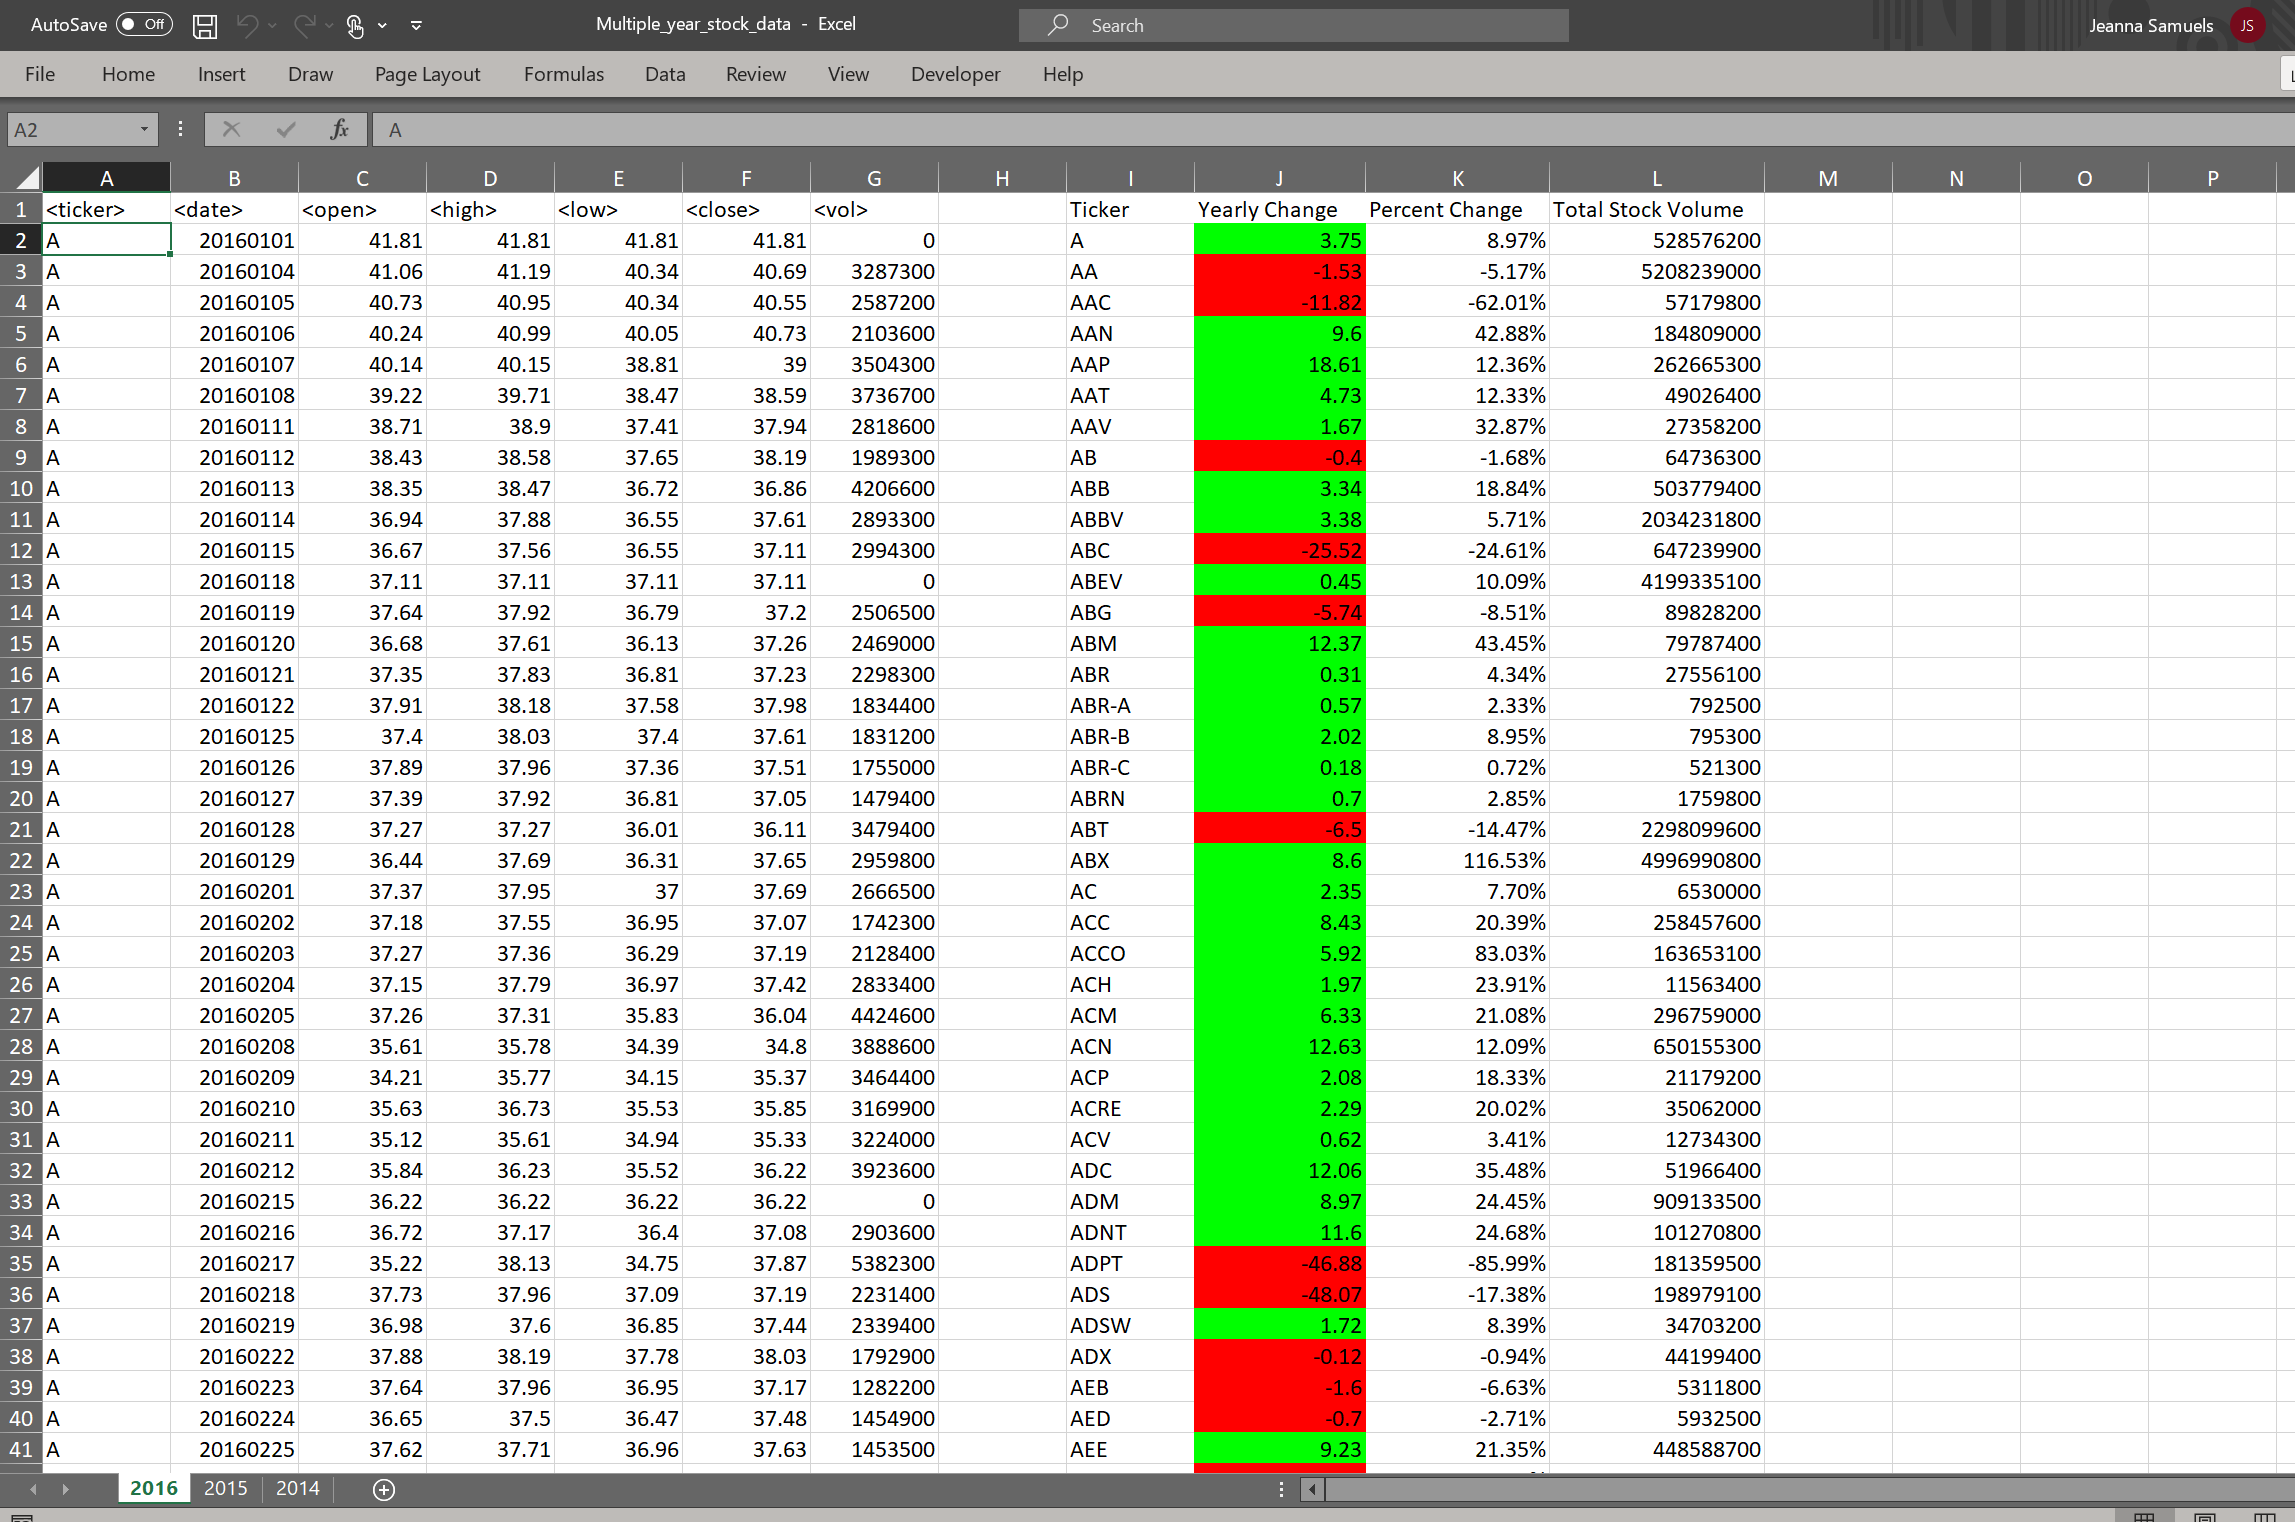 AutoSave Off Multiple_year_stock_data - Excel Search Jeanna Samuels JS
File Home Insert Draw Page Layout Formulas Data Review View Developer Help
A2 fx A
A B C D E F G H I J K L M N O P
1 <ticker> <date> <open> <high> <low> <close> <vol> Ticker Yearly Change Percent Change Total Stock Volume
2 A 20160101 41.81 41.81 41.81 41.81 0 A 3.75 8.97% 528576200
3 A 20160104 41.06 41.19 40.34 40.69 3287300 AA -1.53 -5.17% 5208239000
4 A 20160105 40.73 40.95 40.34 40.55 2587200 AAC -11.82 -62.01% 57179800
5 A 20160106 40.24 40.99 40.05 40.73 2103600 AAN 9.6 42.88% 184809000
6 A 20160107 40.14 40.15 38.81 39 3504300 AAP 18.61 12.36% 262665300
7 A 20160108 39.22 39.71 38.47 38.59 3736700 AAT 4.73 12.33% 49026400
8 A 20160111 38.71 38.9 37.41 37.94 2818600 AAV 1.67 32.87% 27358200
9 A 20160112 38.43 38.58 37.65 38.19 1989300 AB -0.4 -1.68% 64736300
10 A 20160113 38.35 38.47 36.72 36.86 4206600 ABB 3.34 18.84% 503779400
11 A 20160114 36.94 37.88 36.55 37.61 2893300 ABBV 3.38 5.71% 2034231800
12 A 20160115 36.67 37.56 36.55 37.11 2994300 ABC -25.52 -24.61% 647239900
13 A 20160118 37.11 37.11 37.11 37.11 0 ABEV 0.45 10.09% 4199335100
14 A 20160119 37.64 37.92 36.79 37.2 2506500 ABG -5.74 -8.51% 89828200
15 A 20160120 36.68 37.61 36.13 37.26 2469000 ABM 12.37 43.45% 79787400
16 A 20160121 37.35 37.83 36.81 37.23 2298300 ABR 0.31 4.34% 27556100
17 A 20160122 37.91 38.18 37.58 37.98 1834400 ABR-A 0.57 2.33% 792500
18 A 20160125 37.4 38.03 37.4 37.61 1831200 ABR-B 2.02 8.95% 795300
19 A 20160126 37.89 37.96 37.36 37.51 1755000 ABR-C 0.18 0.72% 521300
20 A 20160127 37.39 37.92 36.81 37.05 1479400 ABRN 0.7 2.85% 1759800
21 A 20160128 37.27 37.27 36.01 36.11 3479400 ABT -6.5 -14.47% 2298099600
22 A 20160129 36.44 37.69 36.31 37.65 2959800 ABX 8.6 116.53% 4996990800
23 A 20160201 37.37 37.95 37 37.69 2666500 AC 2.35 7.70% 6530000
24 A 20160202 37.18 37.55 36.95 37.07 1742300 ACC 8.43 20.39% 258457600
25 A 20160203 37.27 37.36 36.29 37.19 2128400 ACCO 5.92 83.03% 163653100
26 A 20160204 37.15 37.79 36.97 37.42 2833400 ACH 1.97 23.91% 11563400
27 A 20160205 37.26 37.31 35.83 36.04 4424600 ACM 6.33 21.08% 296759000
28 A 20160208 35.61 35.78 34.39 34.8 3888600 ACN 12.63 12.09% 650155300
29 A 20160209 34.21 35.77 34.15 35.37 3464400 ACP 2.08 18.33% 21179200
30 A 20160210 35.63 36.73 35.53 35.85 3169900 ACRE 2.29 20.02% 35062000
31 A 20160211 35.12 35.61 34.94 35.33 3224000 ACV 0.62 3.41% 12734300
32 A 20160212 35.84 36.23 35.52 36.22 3923600 ADC 12.06 35.48% 51966400
33 A 20160215 36.22 36.22 36.22 36.22 0 ADM 8.97 24.45% 909133500
34 A 20160216 36.72 37.17 36.4 37.08 2903600 ADNT 11.6 24.68% 101270800
35 A 20160217 35.22 38.13 34.75 37.87 5382300 ADPT -46.88 -85.99% 181359500
36 A 20160218 37.73 37.96 37.09 37.19 2231400 ADS -48.07 -17.38% 198979100
37 A 20160219 36.98 37.6 36.85 37.44 2339400 ADSW 1.72 8.39% 34703200
38 A 20160222 37.88 38.19 37.78 38.03 1792900 ADX -0.12 -0.94% 44199400
39 A 20160223 37.64 37.96 36.95 37.17 1282200 AEB -1.6 -6.63% 5311800
40 A 20160224 36.65 37.5 36.47 37.48 1454900 AED -0.7 -2.71% 5932500
41 A 20160225 37.62 37.71 36.96 37.63 1453500 AEE 9.23 21.35% 448588700
2016 2015 2014